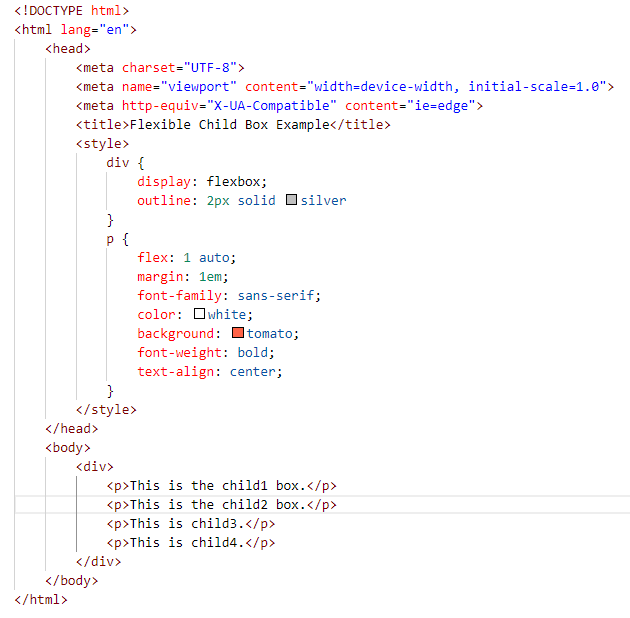 <!DOCTYPE html>
<html lang="en">
<head>
<meta charset="UTF-8">
<meta name="viewport" content="width=device-width, initial-scale=1.0">
<meta http-equiv="X-UA-Compatible" content="ie=edge">
<title>Flexible Child Box Example</title>
<style>
div {
display: flexbox;
outline: 2px solid silver
}
p {
flex: 1 auto;
margin: 1em;
font-family: sans-serif;
color: white;
background: tomato;
font-weight: bold;
text-align: center;
}
</style>
</head>
<body>
<div>
<p>This is the child1 box.</p>
<p>This is the child2 box.</p>
<p>This is child3.</p>
<p>This is child4.</p>
</div>
</body>
</html>